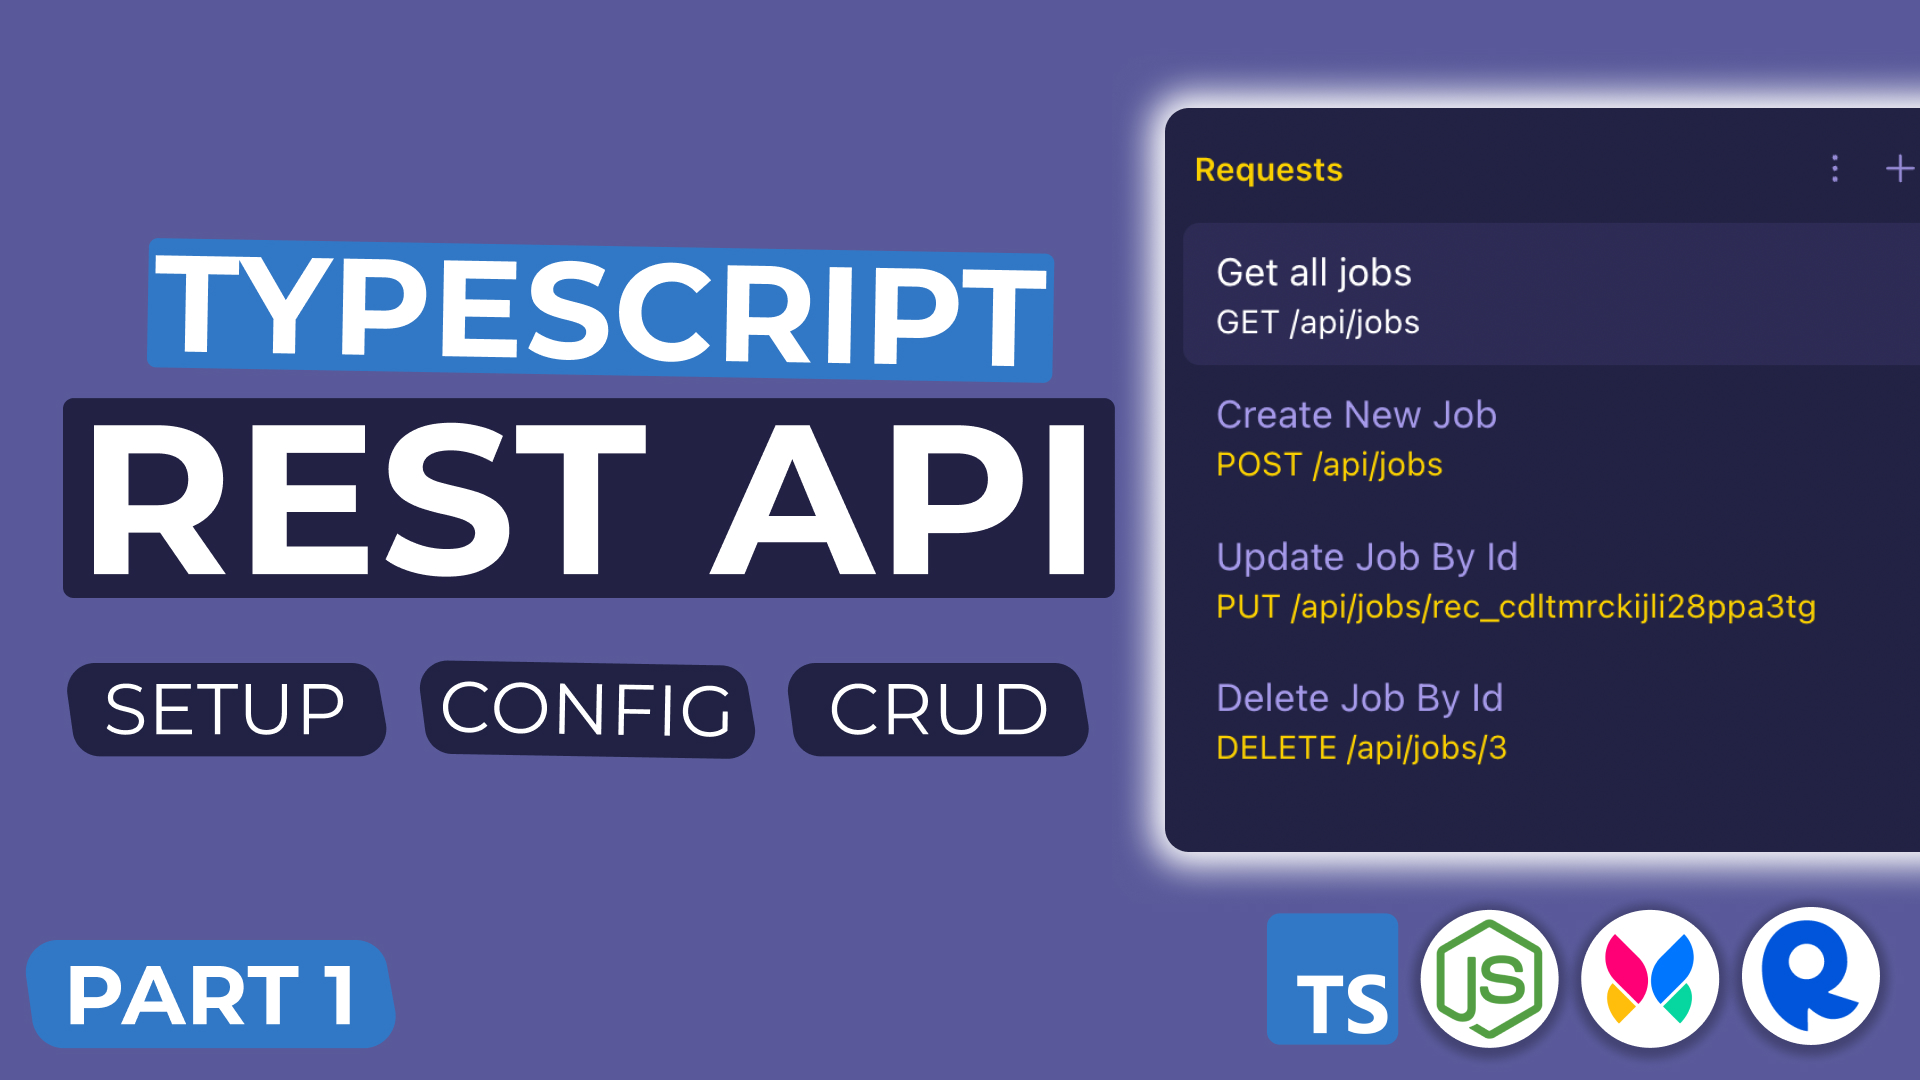 TYPESCRIPT
REST API
SETUP CONFIG CRUD
PART 1
Requests
Get all jobs
GET /api/jobs
Create New Job
POST /api/jobs
Update Job By Id
PUT /api/jobs/rec_cdltmrckijli28ppa3tg
Delete Job By Id
DELETE /api/jobs/3
TS
JS